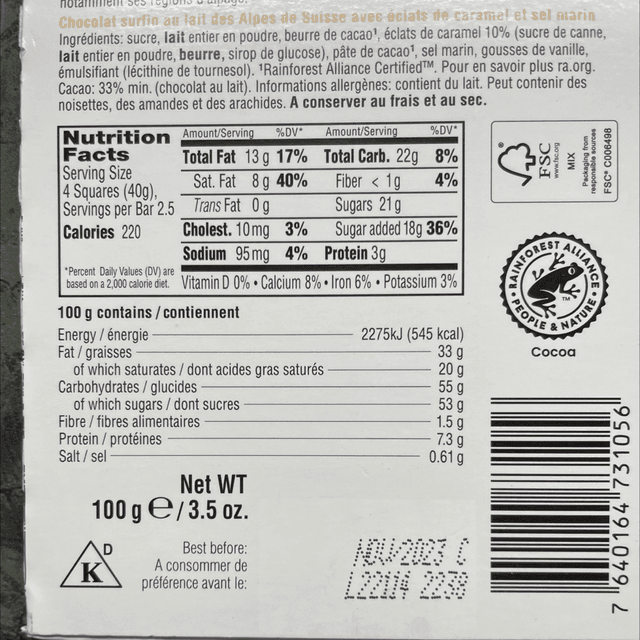 notamment ses régions d'alpage.
Chocolat surfin au lait des Alpes de Suisse avec éclats de caramel et sel marin
Ingrédients: sucre, lait entier en poudre, beurre de cacao¹, éclats de caramel 10% (sucre de canne,
lait entier en poudre, beurre, sirop de glucose), pâte de cacao¹, sel marin, gousses de vanille,
émulsifiant (lécithine de tournesol). ¹Rainforest Alliance Certified™. Pour en savoir plus ra.org.
Cacao: 33% min. (chocolat au lait). Informations allergènes: contient du lait. Peut contenir des
noisettes, des amandes et des arachides. A conserver au frais et au sec.
Nutrition Facts
Serving Size
4 Squares (40g),
Servings per Bar 2.5
Calories 220
*Percent Daily Values (DV) are
based on a 2,000 calorie diet.
Amount/Serving %DV* Amount/Serving %DV*
Total Fat 13g 17% Total Carb. 22g 8%
Sat. Fat 8g 40% Fiber < 1g 4%
Trans Fat 0g Sugars 21g
Cholest. 10mg 3% Sugar added 18g 36%
Sodium 95mg 4% Protein 3g
Vitamin D 0% • Calcium 8% • Iron 6% • Potassium 3%
FSC
www.fsc.org
MIX
Packaging from
responsible sources
FSC® C008498
RAINFOREST ALLIANCE
PEOPLE & NATURE
TM
Cocoa
100 g contains / contiennent
Energy / énergie 2275kJ (545 kcal)
Fat / graisses 33 g
of which saturates / dont acides gras saturés 20 g
Carbohydrates / glucides 55 g
of which sugars / dont sucres 53 g
Fibre / fibres alimentaires 1.5 g
Protein / protéines 7.3 g
Salt / sel 0.61 g
Net WT
100 g e / 3.5 oz.
K D
Best before:
A consommer de
préférence avant le:
NOV/2023 C
L22114 2238
7 640164 731056